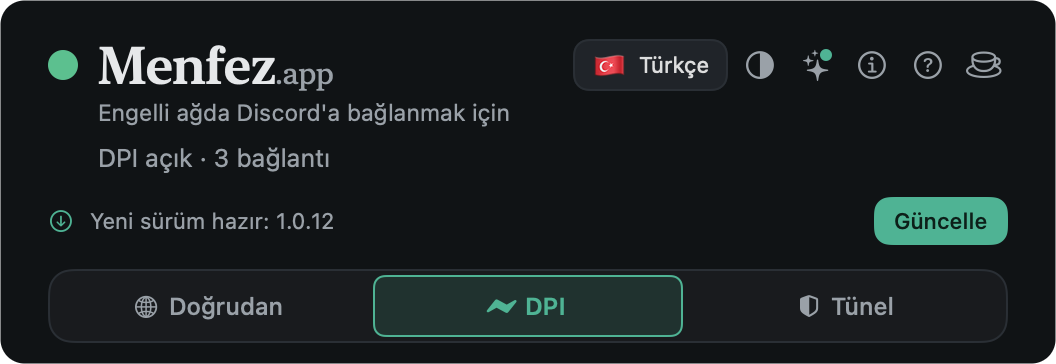 Menfez.app
Türkçe
Engelli ağda Discord'a bağlanmak için
DPI açık · 3 bağlantı
Yeni sürüm hazır: 1.0.12
Güncelle
Doğrudan
DPI
Tünel